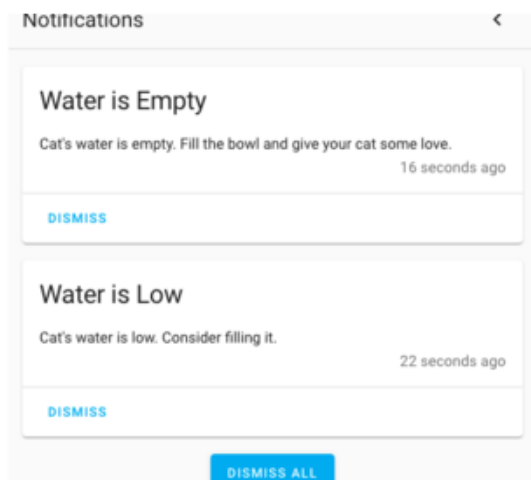 Notifications
Water is Empty
Cat's water is empty. Fill the bowl and give your cat some love.
16 seconds ago
DISMISS
Water is Low
Cat's water is low. Consider filling it.
22 seconds ago
DISMISS
DISMISS ALL